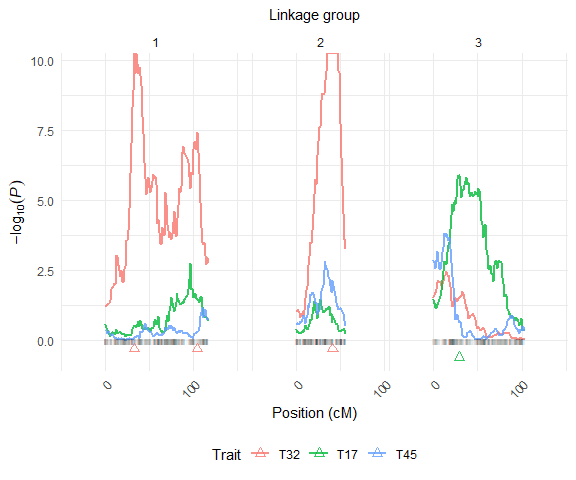 Linkage group
1 2 3
10.0
7.5
5.0
2.5
0.0
−log10(P)
0 100 0 100 0 100
Position (cM)
Trait T32 T17 T45